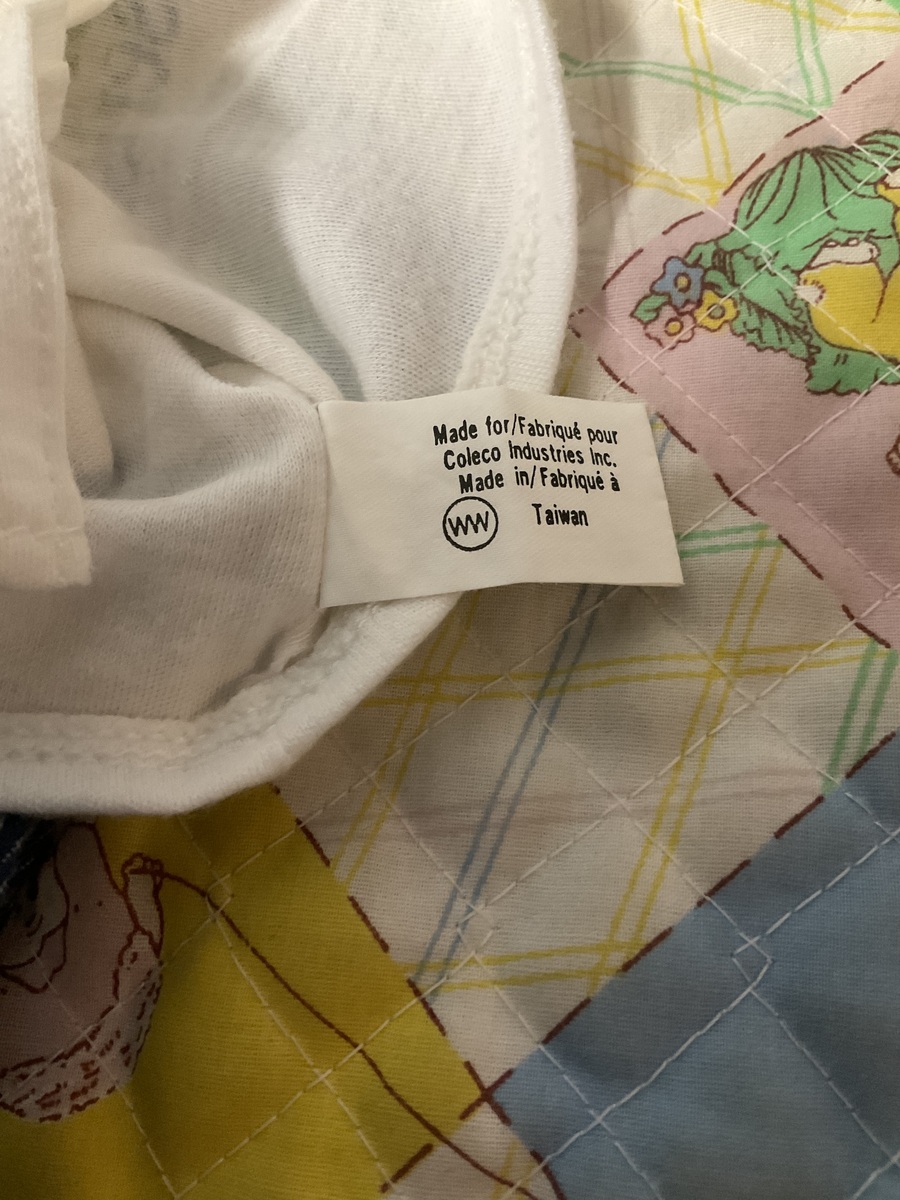 Made for/Fabriqué pour
Coleco Industries Inc.
Made in/Fabriqué à
WW Taiwan